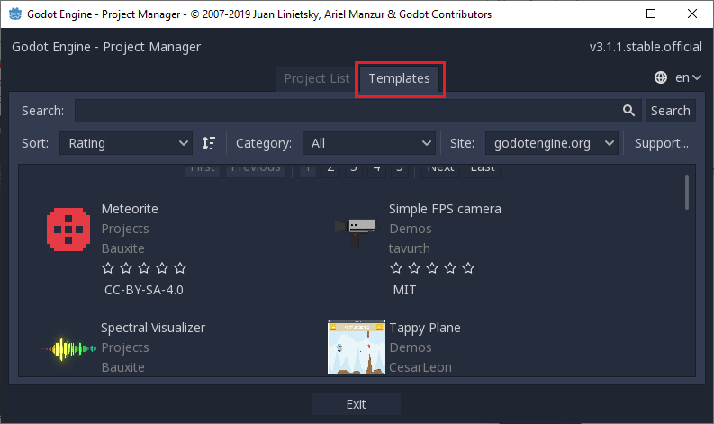 Godot Engine - Project Manager - © 2007-2019 Juan Linietsky, Ariel Manzur & Godot Contributors
Godot Engine - Project Manager
v3.1.1.stable.official
Project List
Templates
en
Search:
Search
Sort: Rating
Category: All
Site: godotengine.org
Support...
First Previous 1 2 3 4 5 Next Last
Meteorite
Projects
Bauxite
CC-BY-SA-4.0
Simple FPS camera
Demos
tavurth
MIT
Spectral Visualizer
Projects
Bauxite
Tappy Plane
Demos
CesarLeon
Exit